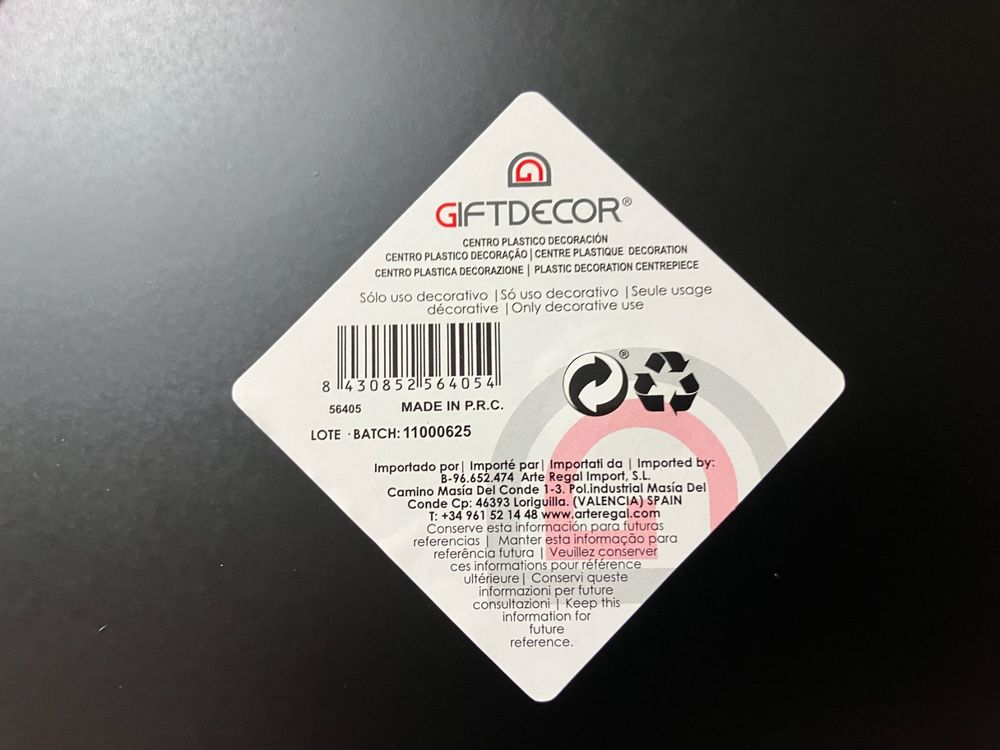 GIFTDECOR®
CENTRO PLASTICO DECORACIÓN
CENTRO PLASTICO DECORAÇÃO | CENTRE PLASTIQUE DECORATION
CENTRO PLASTICA DECORAZIONE | PLASTIC DECORATION CENTREPIECE
Sólo uso decorativo | Só uso decorativo | Seule usage
décorative | Only decorative use
®
8 430852 564054
56405 MADE IN P.R.C.
LOTE · BATCH: 11000625
Importado por| Importé par| Importati da | Imported by:
B-96.652.474 Arte Regal Import, S.L.
Camino Masía Del Conde 1-3. Pol.industrial Masía Del
Conde Cp: 46393 Loriguilla. (VALENCIA) SPAIN
T: +34 961 52 14 48 www.arteregal.com
Conserve esta información para futuras
referencias | Manter esta informação para
referência futura | Veuillez conserver
ces informations pour référence
ultérieure| Conservi queste
informazioni per future
consultazioni | Keep this
information for
future
reference.